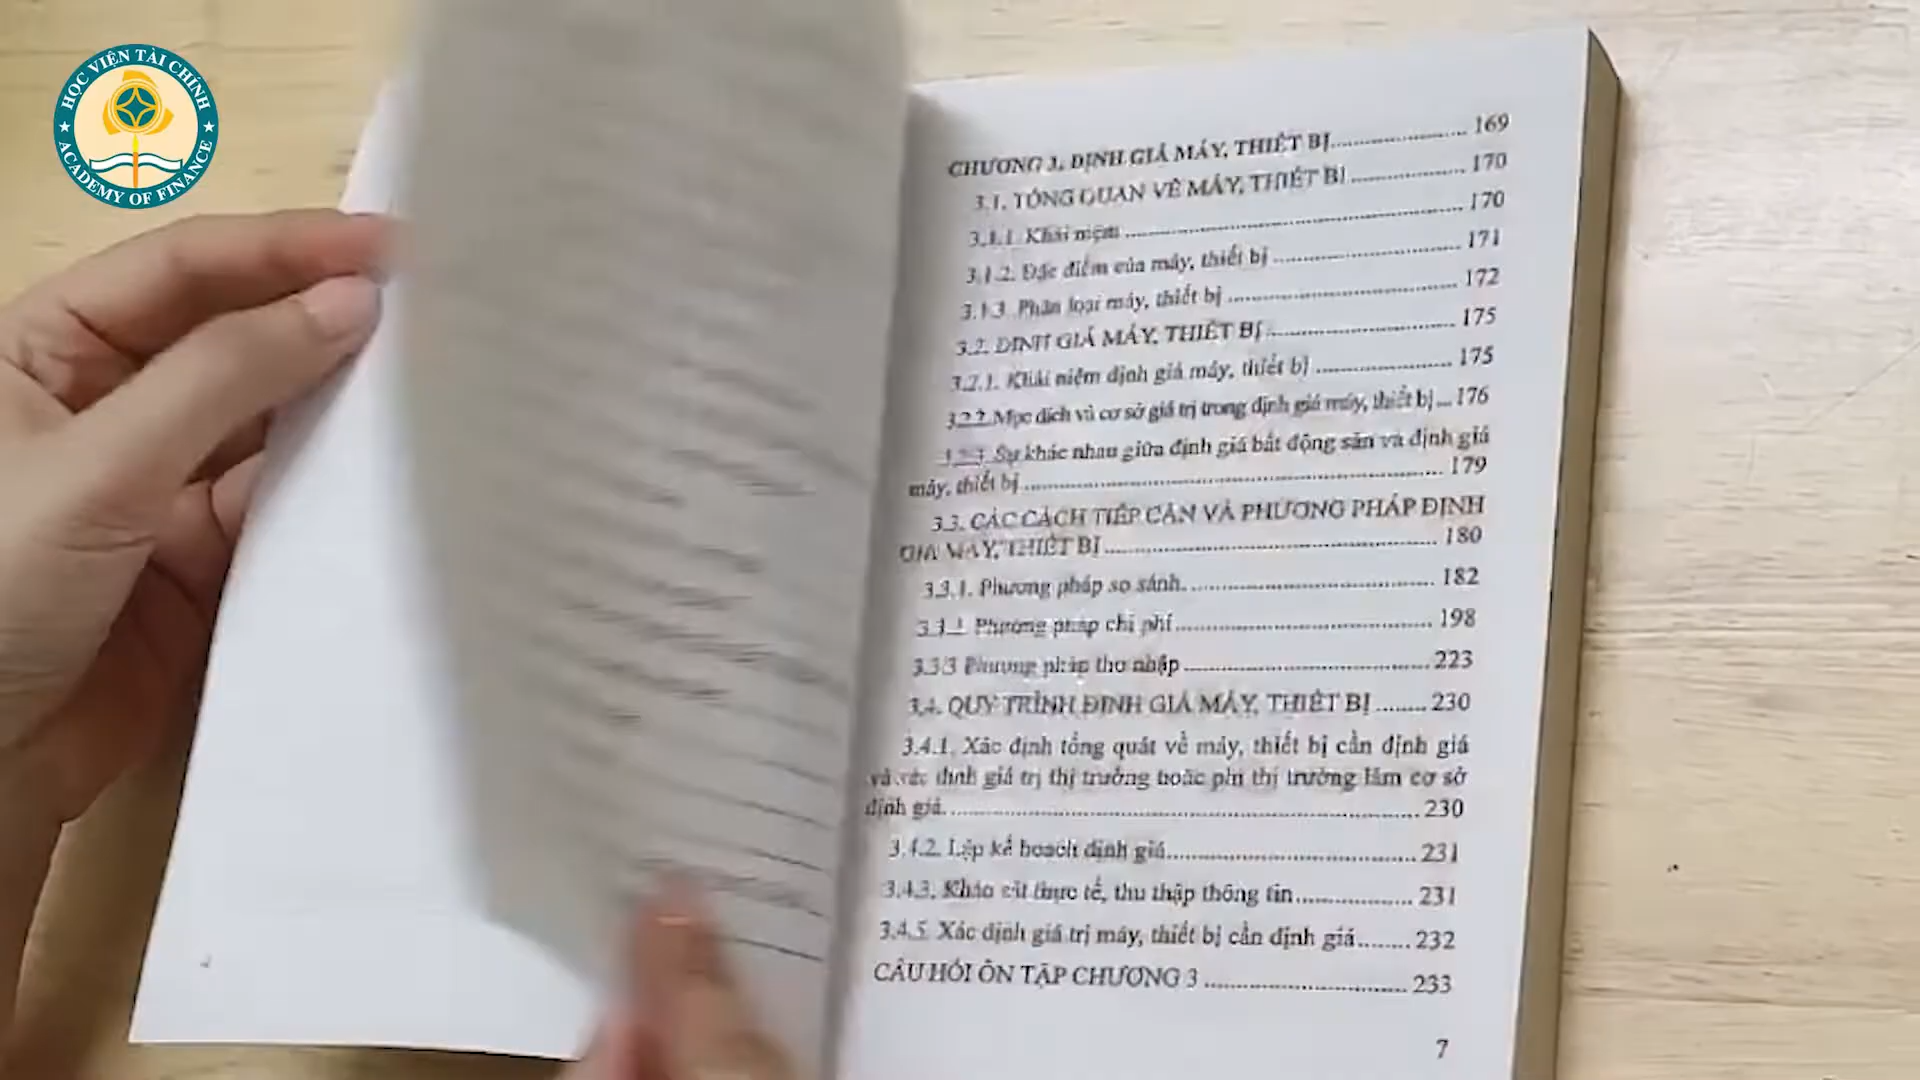 HỌC VIỆN TÀI CHÍNH
ACADEMY OF FINANCE
CHƯƠNG 3. ĐỊNH GIÁ MÁY, THIẾT BỊ 169
3.1. TỔNG QUAN VỀ MÁY, THIẾT BỊ 170
3.1.1. Khái niệm 170
3.1.2. Đặc điểm của máy, thiết bị 171
3.1.3. Phân loại máy, thiết bị 172
3.2. ĐỊNH GIÁ MÁY, THIẾT BỊ 175
3.2.1. Khái niệm định giá máy, thiết bị 175
3.2.2. Mục đích và cơ sở giá trị trong định giá máy, thiết bị ... 176
3.2.3. Sự khác nhau giữa định giá bất động sản và định giá
máy, thiết bị 179
3.3. CÁC CÁCH TIẾP CẬN VÀ PHƯƠNG PHÁP ĐỊNH
GIÁ MÁY, THIẾT BỊ 180
3.3.1. Phương pháp so sánh. 182
Phương pháp chi phí 198
3.3.3 Phương pháp thu nhập 223
3.4. QUY TRÌNH ĐỊNH GIÁ MÁY, THIẾT BỊ 230
3.4.1. Xác định tổng quát về máy, thiết bị cần định giá
và xác định giá trị thị trường hoặc phi thị trường làm cơ sở
định giá. 230
3.4.2. Lập kế hoạch định giá 231
3.4.3. Khảo sát thực tế, thu thập thông tin 231
3.4.5. Xác định giá trị máy, thiết bị cần định giá 232
CÂU HỎI ÔN TẬP CHƯƠNG 3 233
7